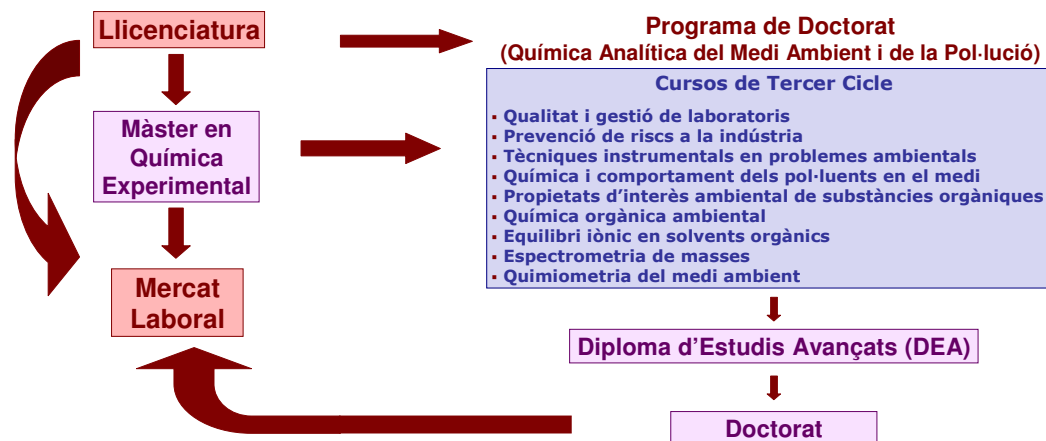 Llicenciatura
Màster en
Química
Experimental
Mercat
Laboral
Programa de Doctorat
(Química Analítica del Medi Ambient i de la Pol·lució)
Cursos de Tercer Cicle
▪ Qualitat i gestió de laboratoris
▪ Prevenció de riscs a la indústria
▪ Tècniques instrumentals en problemes ambientals
▪ Química i comportament dels pol·luents en el medi
▪ Propietats d’interès ambiental de substàncies orgàniques
▪ Química orgànica ambiental
▪ Equilibri iònic en solvents orgànics
▪ Espectrometria de masses
▪ Quimiometria del medi ambient
Diploma d’Estudis Avançats (DEA)
Doctorat